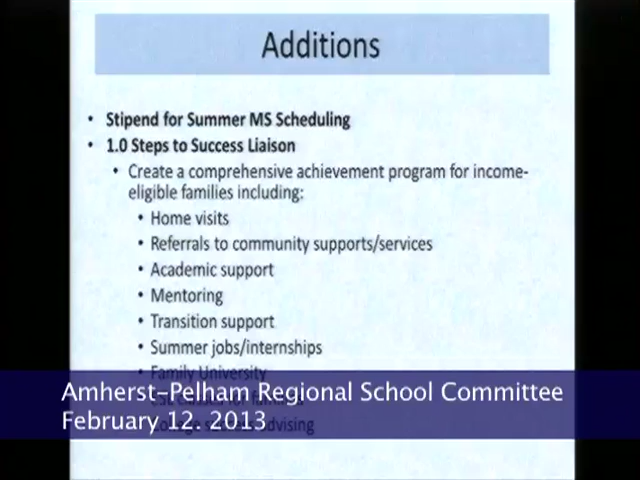 Additions
• Stipend for Summer MS Scheduling
• 1.0 Steps to Success Liaison
• Create a comprehensive achievement program for income-
eligible families including:
• Home visits
• Referrals to community supports/services
• Academic support
• Mentoring
• Transition support
• Summer jobs/internships
• Family University
Amherst-Pelham Regional School Committee
February 12, 2013
advising